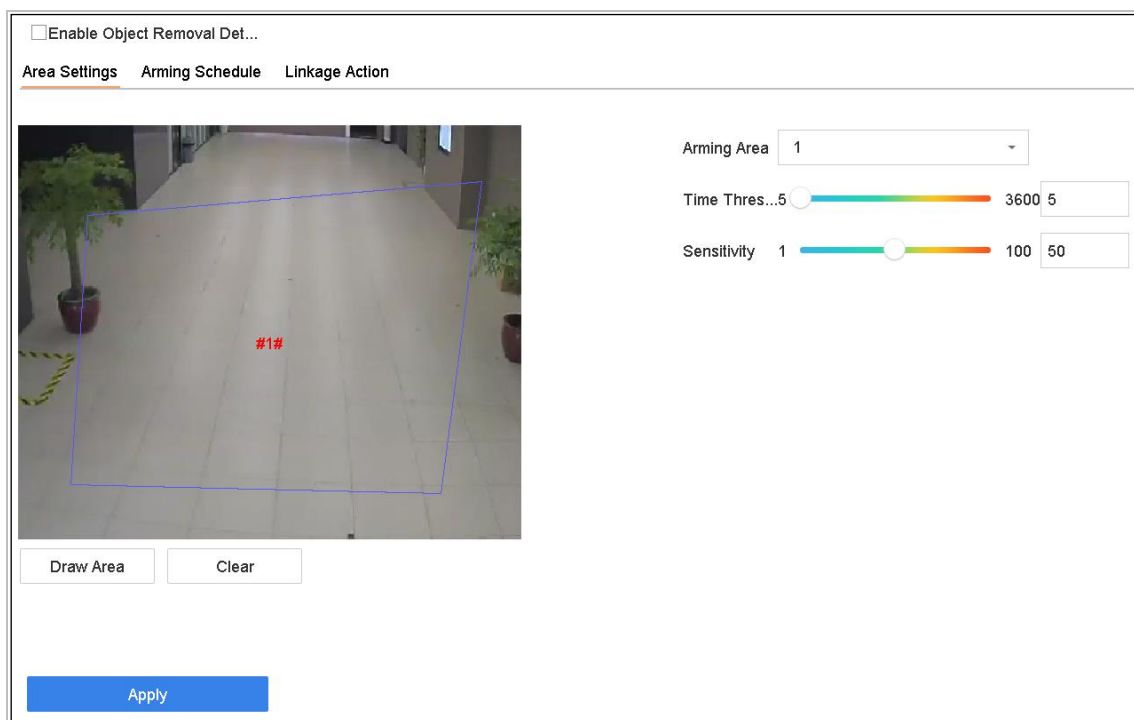 Enable Object Removal Det...
Area Settings Arming Schedule Linkage Action
Arming Area 1
Time Thres...5 3600 5
Sensitivity 1 100 50
#1#
Draw Area Clear
Apply